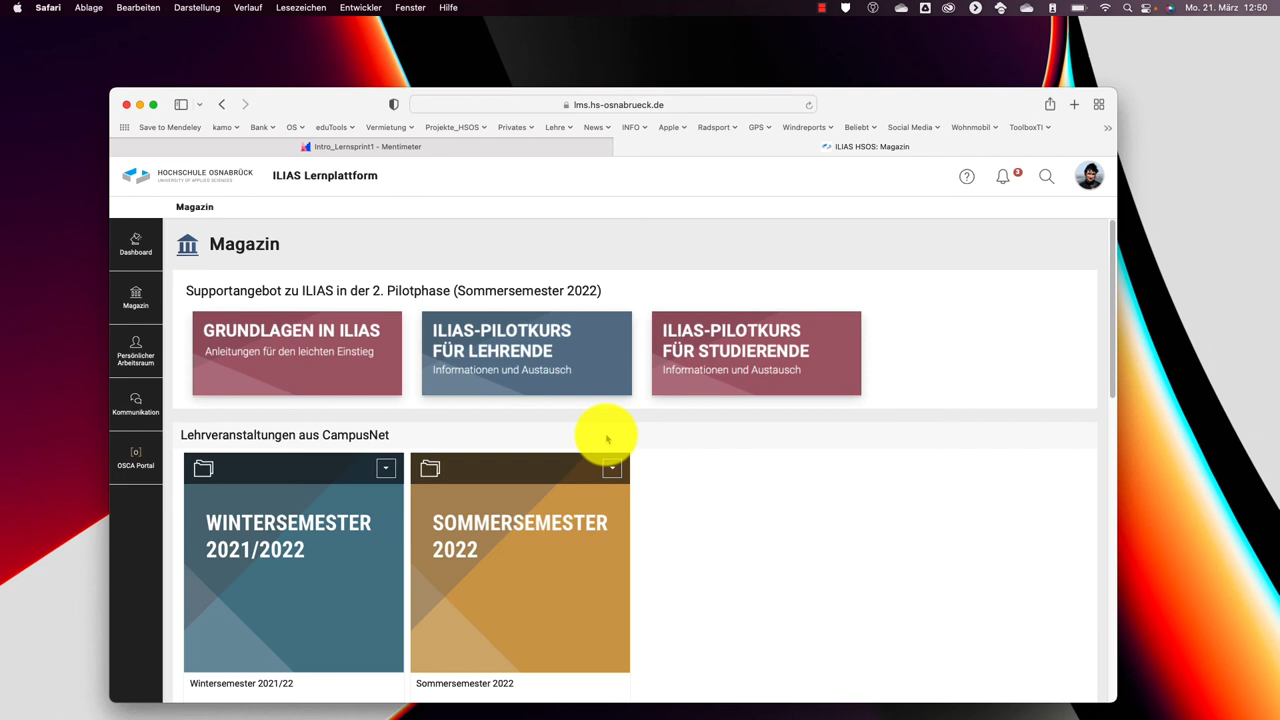 Safari Ablage Bearbeiten Darstellung Verlauf Lesezeichen Entwickler Fenster Hilfe Mo. 21. März 12:50
lms.hs-osnabrueck.de
Save to Mendeley kamo Bank OS eduTools Vermietung Projekte_HSOS Privates Lehre News INFO Apple Radsport GPS Windreports Beliebt Social Media Wohnmobil ToolboxTI
Intro_Lernsprint1 - Mentimeter ILIAS HSOS: Magazin
HOCHSCHULE OSNABRÜCK
UNIVERSITY OF APPLIED SCIENCES
ILIAS Lernplattform
3
Magazin
Dashboard
Magazin
Persönlicher
Arbeitsraum
Kommunikation
[o]
OSCA Portal
Magazin
Supportangebot zu ILIAS in der 2. Pilotphase (Sommersemester 2022)
GRUNDLAGEN IN ILIAS
Anleitungen für den leichten Einstieg
ILIAS-PILOTKURS
FÜR LEHRENDE
Informationen und Austausch
ILIAS-PILOTKURS
FÜR STUDIERENDE
Informationen und Austausch
Lehrveranstaltungen aus CampusNet
WINTERSEMESTER
2021/2022
Wintersemester 2021/22
SOMMERSEMESTER
2022
Sommersemester 2022